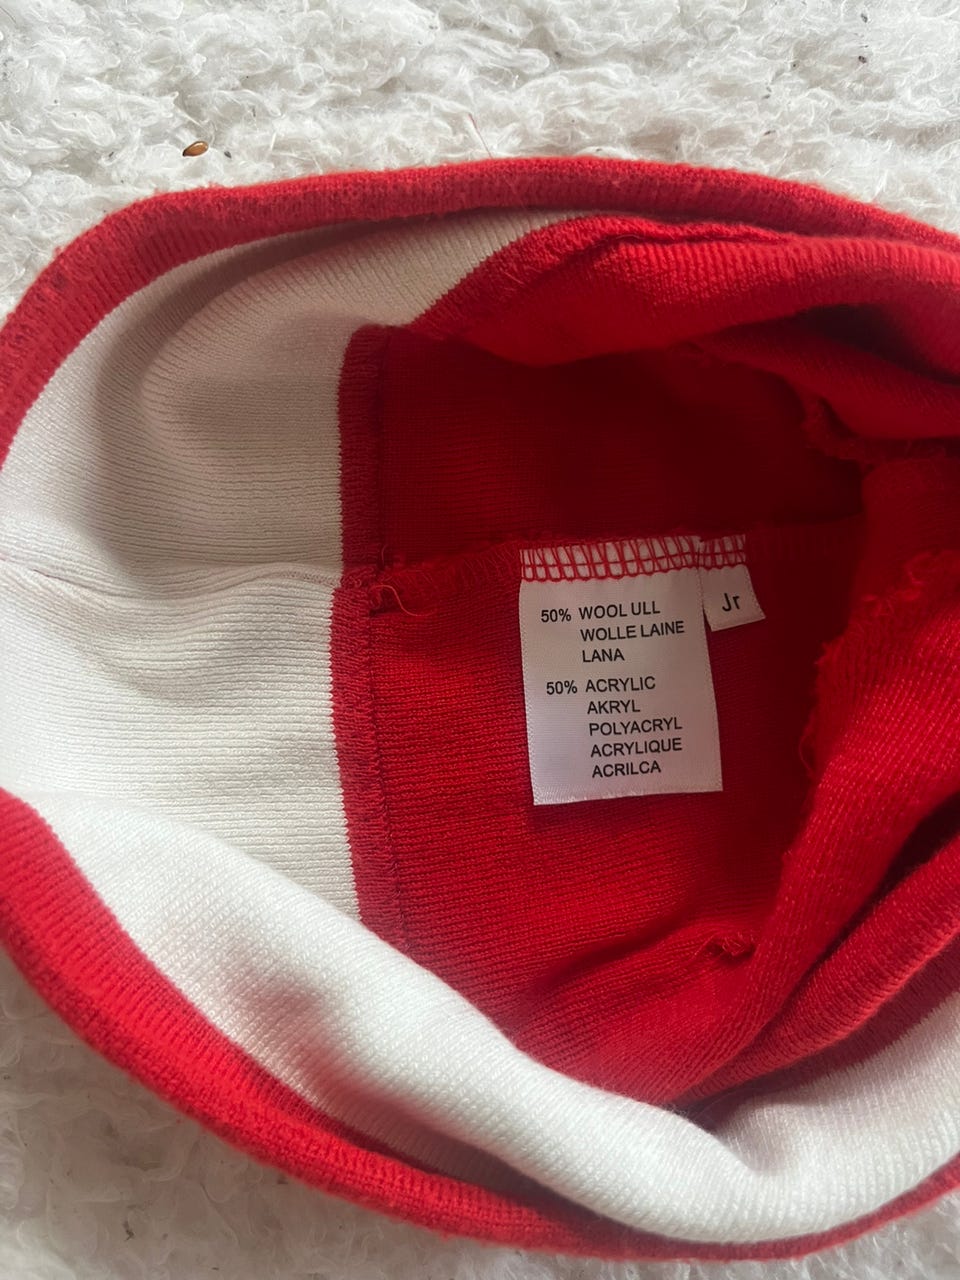 50% WOOL ULL
WOLLE LAINE
LANA
50% ACRYLIC
AKRYL
POLYACRYL
ACRYLIQUE
ACRILCA
Jr